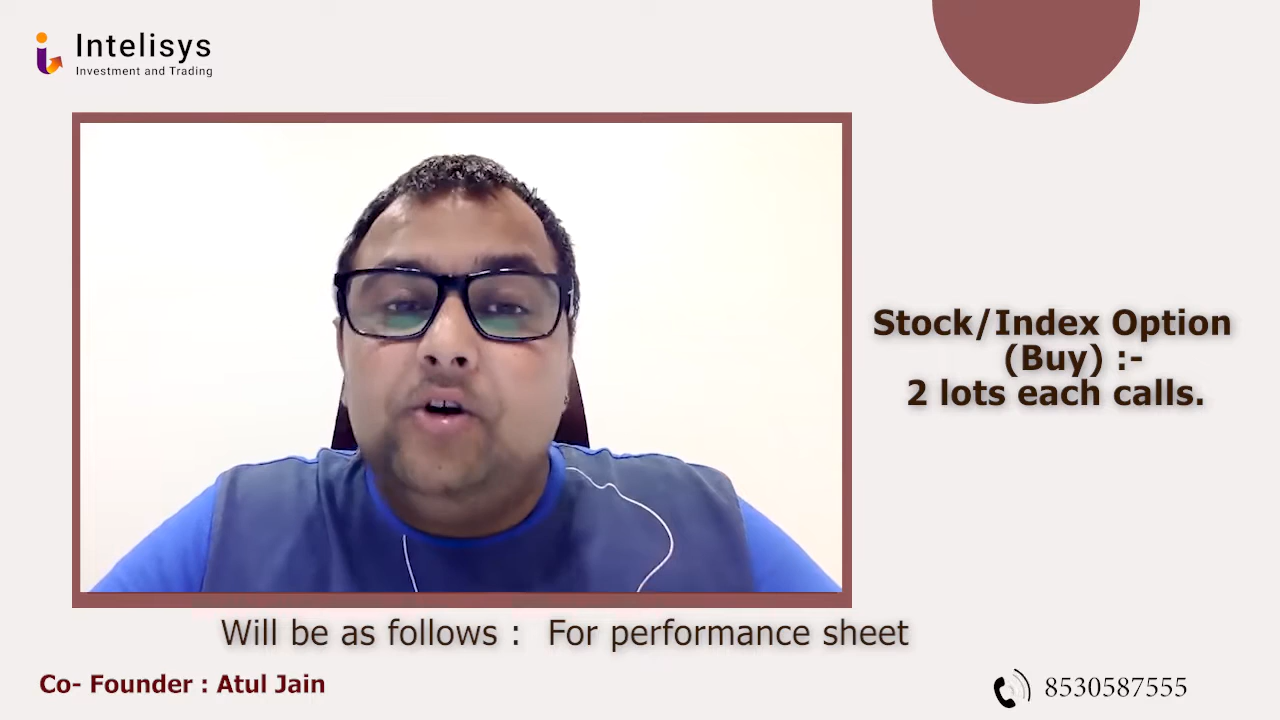 Intelisys
Investment and Trading
Stock/Index Option
(Buy) :-
2 lots each calls.
Will be as follows :  For performance sheet
Co- Founder : Atul Jain
8530587555